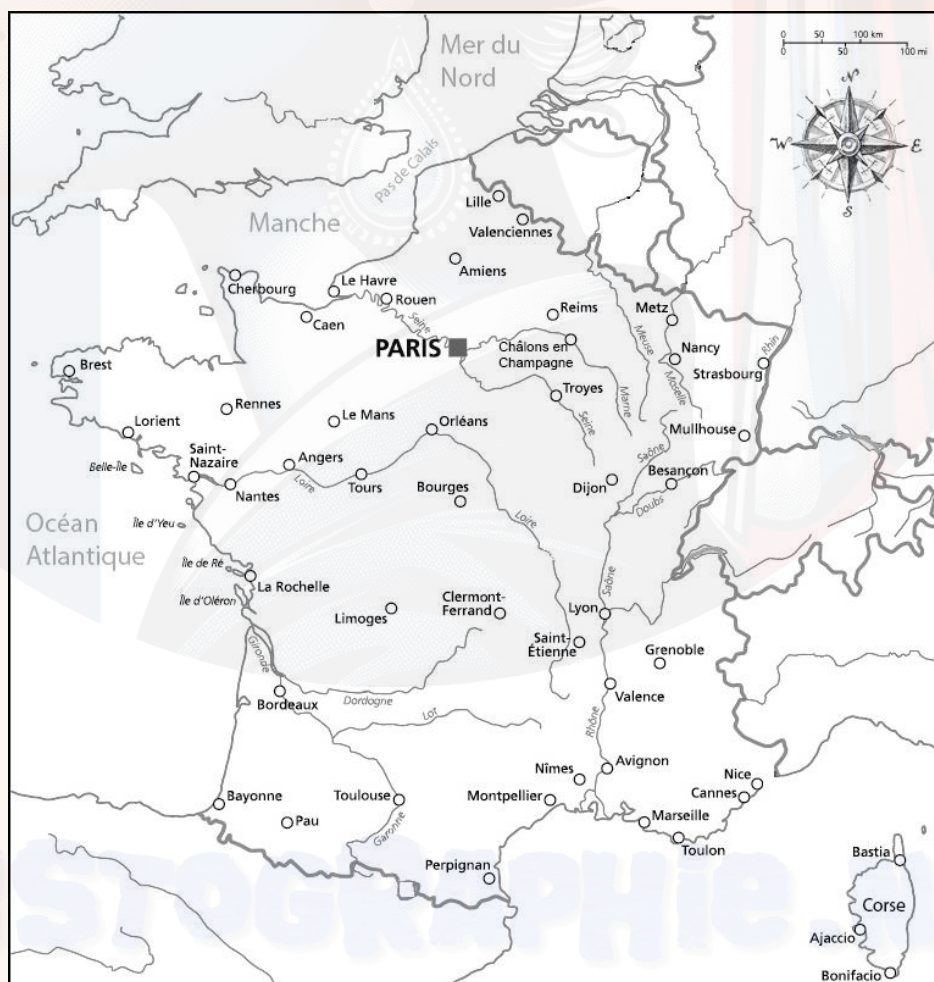 Mer du
Nord
0 50 100 km
0 50 100 mi
N
W
E
S
Pas de Calais
Manche
Lille
Valenciennes
Amiens
Cherbourg
Le Havre
Rouen
Caen
Seine
Reims
Metz
PARIS
Châlons en
Champagne
Meuse
Nancy
Moselle
Strasbourg
Rhin
Brest
Troyes
Marne
Seine
Rennes
Le Mans
Orléans
Lorient
Mullhouse
Belle-Île
Saint-
Nazaire
Angers
Loire
Tours
Nantes
Bourges
Dijon
Saône
Besançon
Doubs
Loire
Océan
Atlantique
Île d'Yeu
Île de Ré
La Rochelle
Île d'Oléron
Saône
Limoges
Clermont-
Ferrand
Lyon
Saint-
Étienne
Grenoble
Gironde
Bordeaux
Dordogne
Valence
Lot
Rhône
Bayonne
Pau
Toulouse
Garonne
Nîmes
Avignon
Montpellier
Nice
Cannes
Marseille
Toulon
Perpignan
Bastia
Corse
Ajaccio
Bonifacio